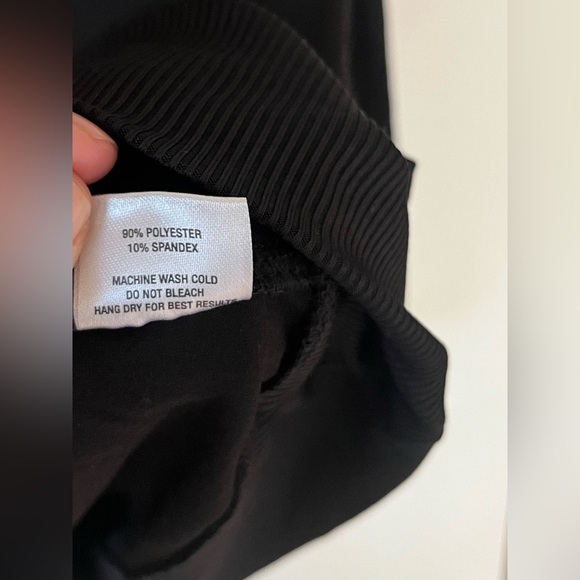 90% POLYESTER
10% SPANDEX
MACHINE WASH COLD
DO NOT BLEACH
HANG DRY FOR BEST RESULTS